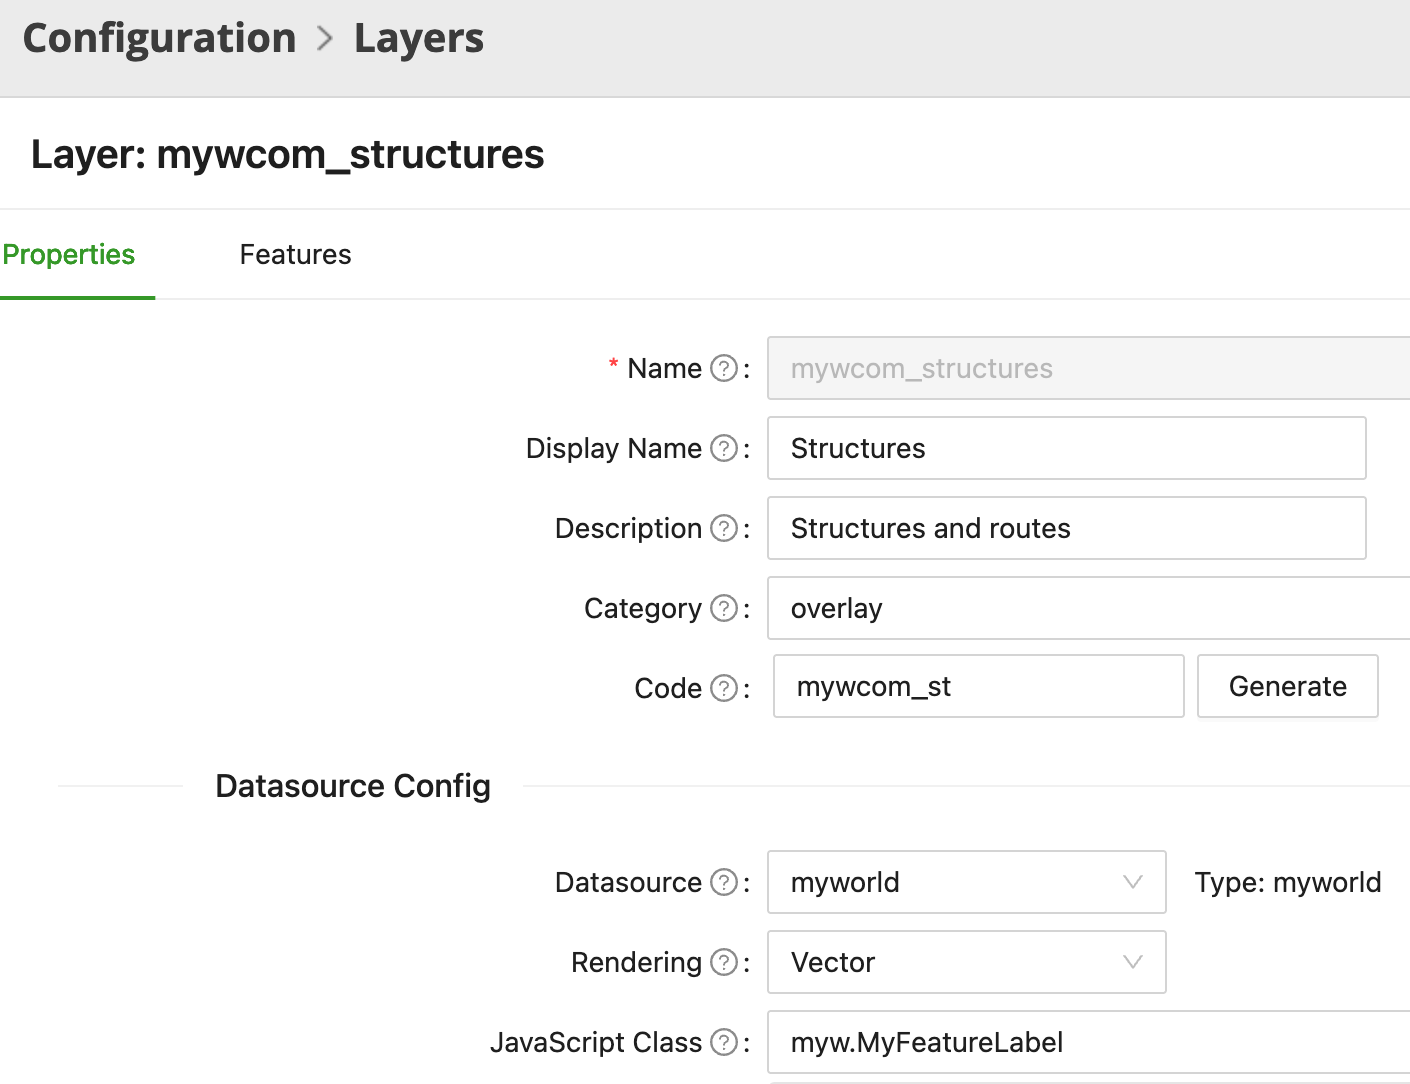 Configuration > Layers
Layer: mywcom_structures
Properties Features
* Name ? : mywcom_structures
Display Name ? : Structures
Description ? : Structures and routes
Category ? : overlay
Code ? : mywcom_st Generate
Datasource Config
Datasource ? : myworld Type: myworld
Rendering ? : Vector
JavaScript Class ? : myw.MyFeatureLabel